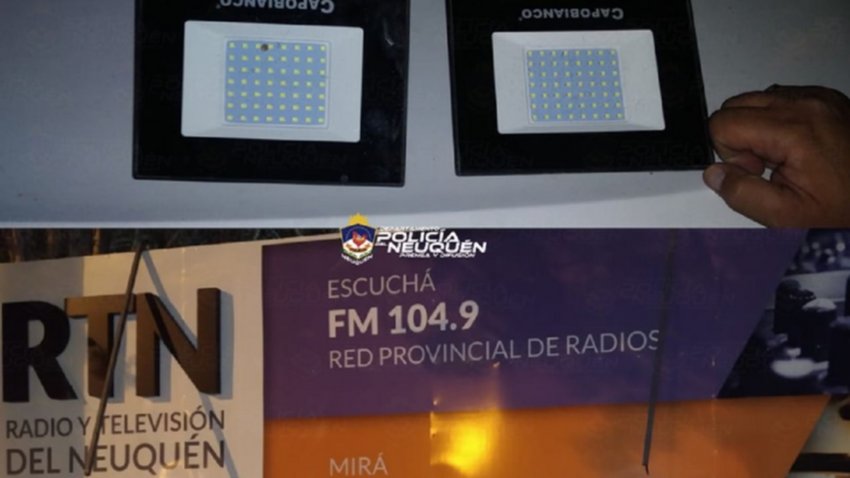 CAPOBIANCO
CAPOBIANCO
DEPARTAMENTO
POLICÍA
NEUQUÉN
PRENSA Y DIFUSIÓN
RTN
RADIO Y TELEVISIÓN
DEL NEUQUÉN
ESCUCHÁ
FM 104.9
RED PROVINCIAL DE RADIOS
MIRÁ